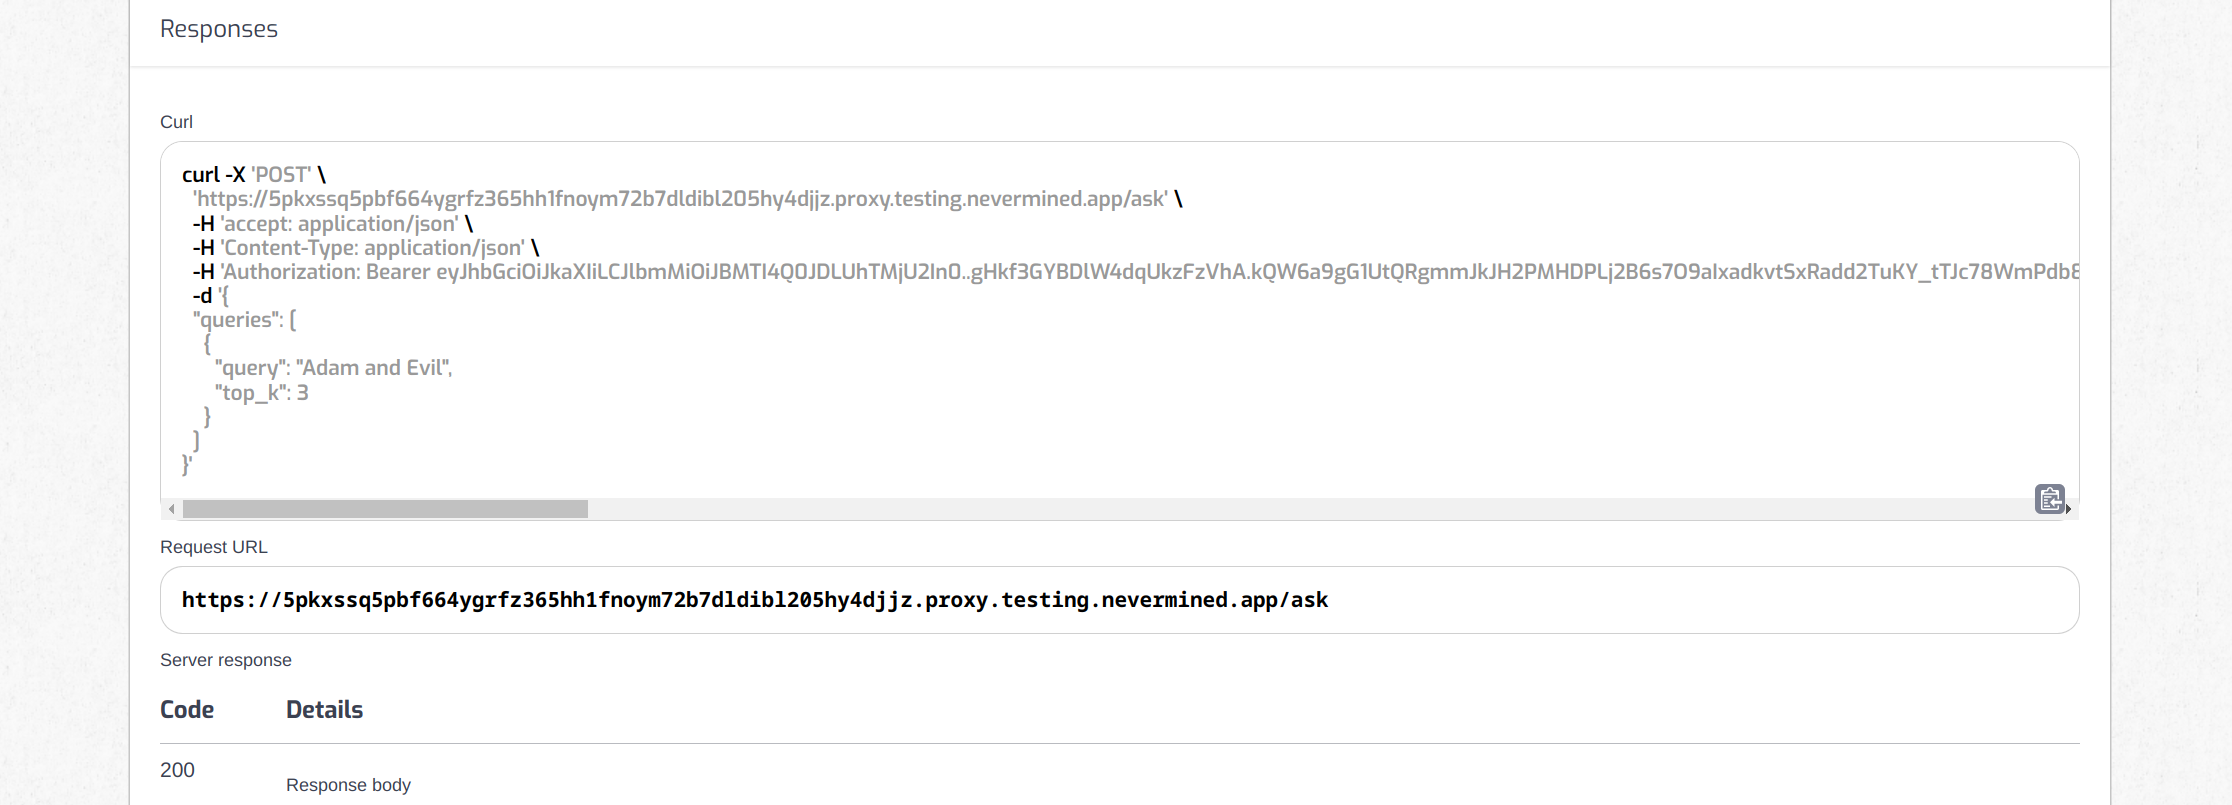 Responses
Curl
curl -X 'POST' \
'https://5pkxssq5pbf664ygrfz365hh1fnoym72b7dldibl205hy4djjz.proxy.testing.nevermined.app/ask' \
-H 'accept: application/json' \
-H 'Content-Type: application/json' \
-H 'Authorization: Bearer eyJhbGciOiJkaXIiLCJlbmMiOiJBMTI4Q0JDLUhTMjU2In0..gHkf3GYBDlW4dqUkzFzVhA.kQW6a9gG1UtQRgmmJkJH2PMHDPLj2B6s7O9aIxadkvtSxRadd2TuKY_tTJc78WmPdb8
-d '{
"queries": [
{
"query": "Adam and Evil",
"top_k": 3
}
]
}'
Request URL
https://5pkxssq5pbf664ygrfz365hh1fnoym72b7dldibl205hy4djjz.proxy.testing.nevermined.app/ask
Server response
Code Details
200
Response body